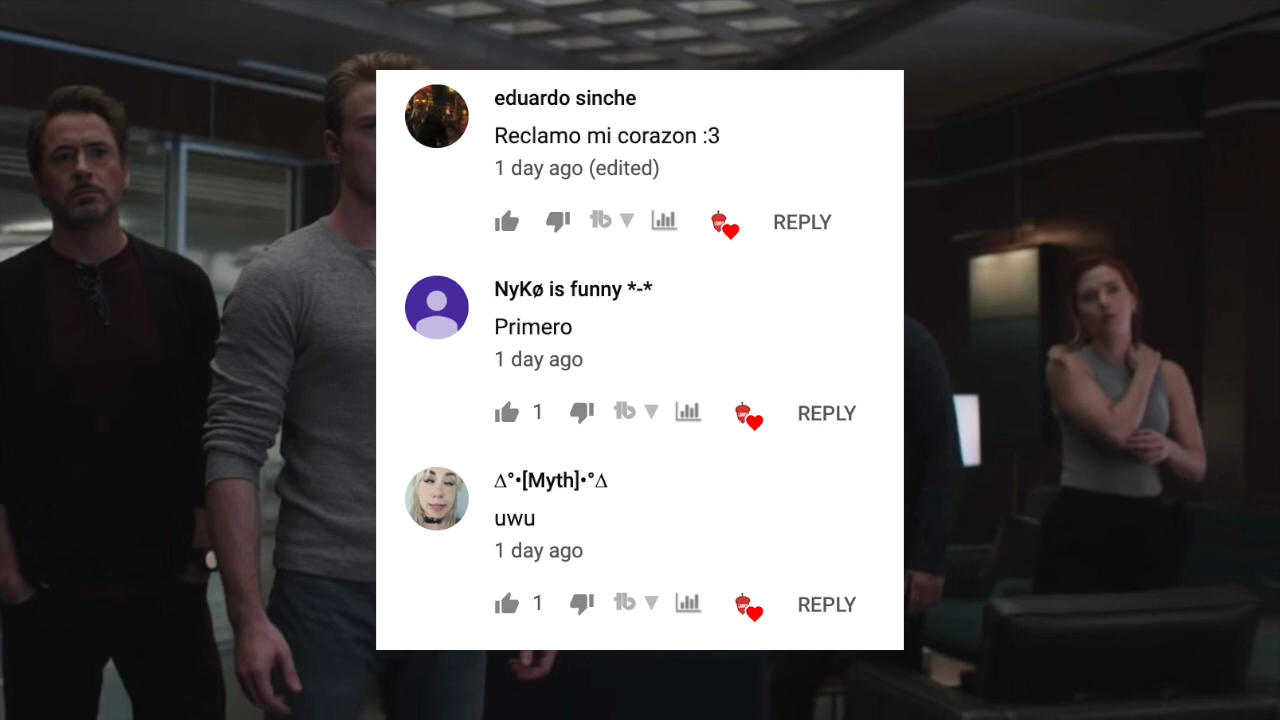 eduardo sinche
Reclamo mi corazon :3
1 day ago (edited)
REPLY
NyKø is funny *-*
Primero
1 day ago
1
REPLY
∆°•[Myth]•°∆
uwu
1 day ago
1
REPLY